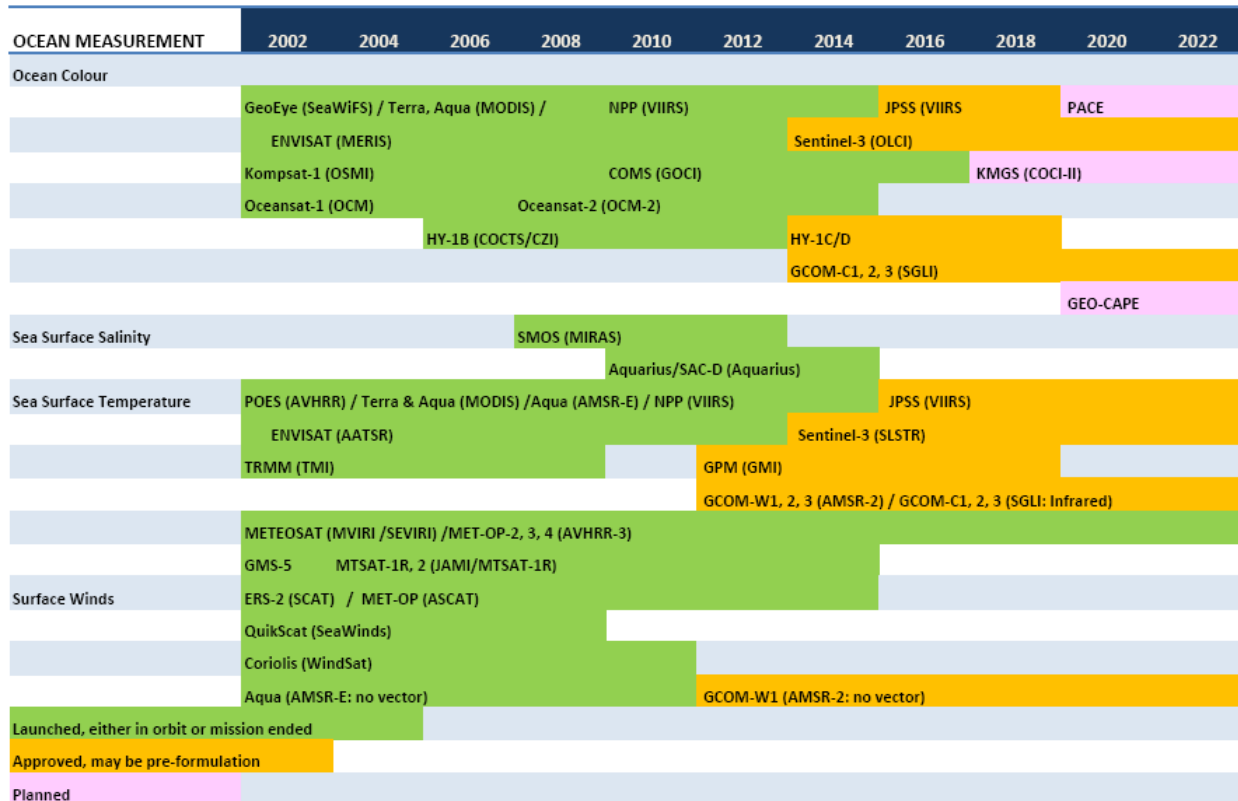 OCEAN MEASUREMENT 2002 2004 2006 2008 2010 2012 2014 2016 2018 2020 2022
Ocean Colour
GeoEye (SeaWiFS) / Terra, Aqua (MODIS) / NPP (VIIRS) JPSS (VIIRS PACE
ENVISAT (MERIS) Sentinel-3 (OLCI)
Kompsat-1 (OSMI) COMS (GOCI) KMGS (COCI-II)
Oceansat-1 (OCM) Oceansat-2 (OCM-2)
HY-1B (COCTS/CZI) HY-1C/D
GCOM-C1, 2, 3 (SGLI)
GEO-CAPE
Sea Surface Salinity SMOS (MIRAS)
Aquarius/SAC-D (Aquarius)
Sea Surface Temperature POES (AVHRR) / Terra & Aqua (MODIS) /Aqua (AMSR-E) / NPP (VIIRS) JPSS (VIIRS)
ENVISAT (AATSR) Sentinel-3 (SLSTR)
TRMM (TMI) GPM (GMI)
GCOM-W1, 2, 3 (AMSR-2) / GCOM-C1, 2, 3 (SGLI: Infrared)
METEOSAT (MVIRI /SEVIRI) /MET-OP-2, 3, 4 (AVHRR-3)
GMS-5 MTSAT-1R, 2 (JAMI/MTSAT-1R)
Surface Winds ERS-2 (SCAT) / MET-OP (ASCAT)
QuikScat (SeaWinds)
Coriolis (WindSat)
Aqua (AMSR-E: no vector) GCOM-W1 (AMSR-2: no vector)
Launched, either in orbit or mission ended
Approved, may be pre-formulation
Planned